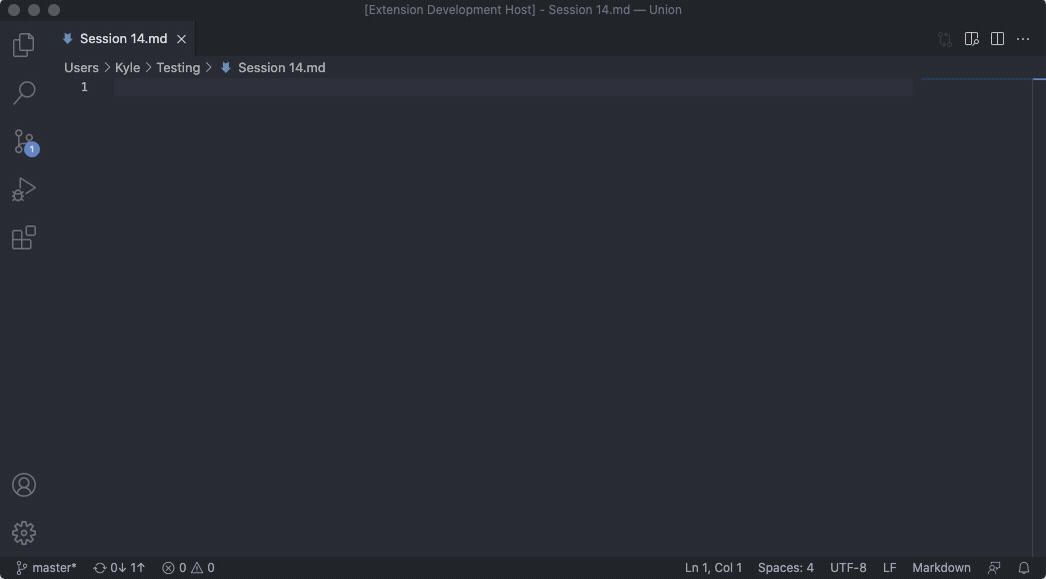 [Extension Development Host] - Session 14.md — Union
Session 14.md
Users > Kyle > Testing > Session 14.md
1
1
master* 0↓ 1↑ 0 0 Ln 1, Col 1 Spaces: 4 UTF-8 LF Markdown